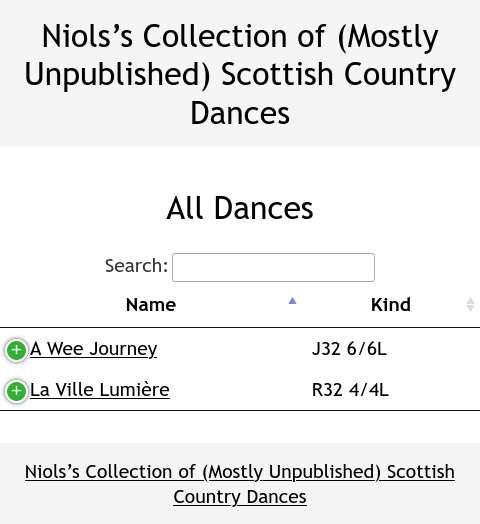 Niols’s Collection of (Mostly
Unpublished) Scottish Country
Dances
All Dances
Search:
Name Kind
A Wee Journey J32 6/6L
La Ville Lumière R32 4/4L
Niols’s Collection of (Mostly Unpublished) Scottish
Country Dances